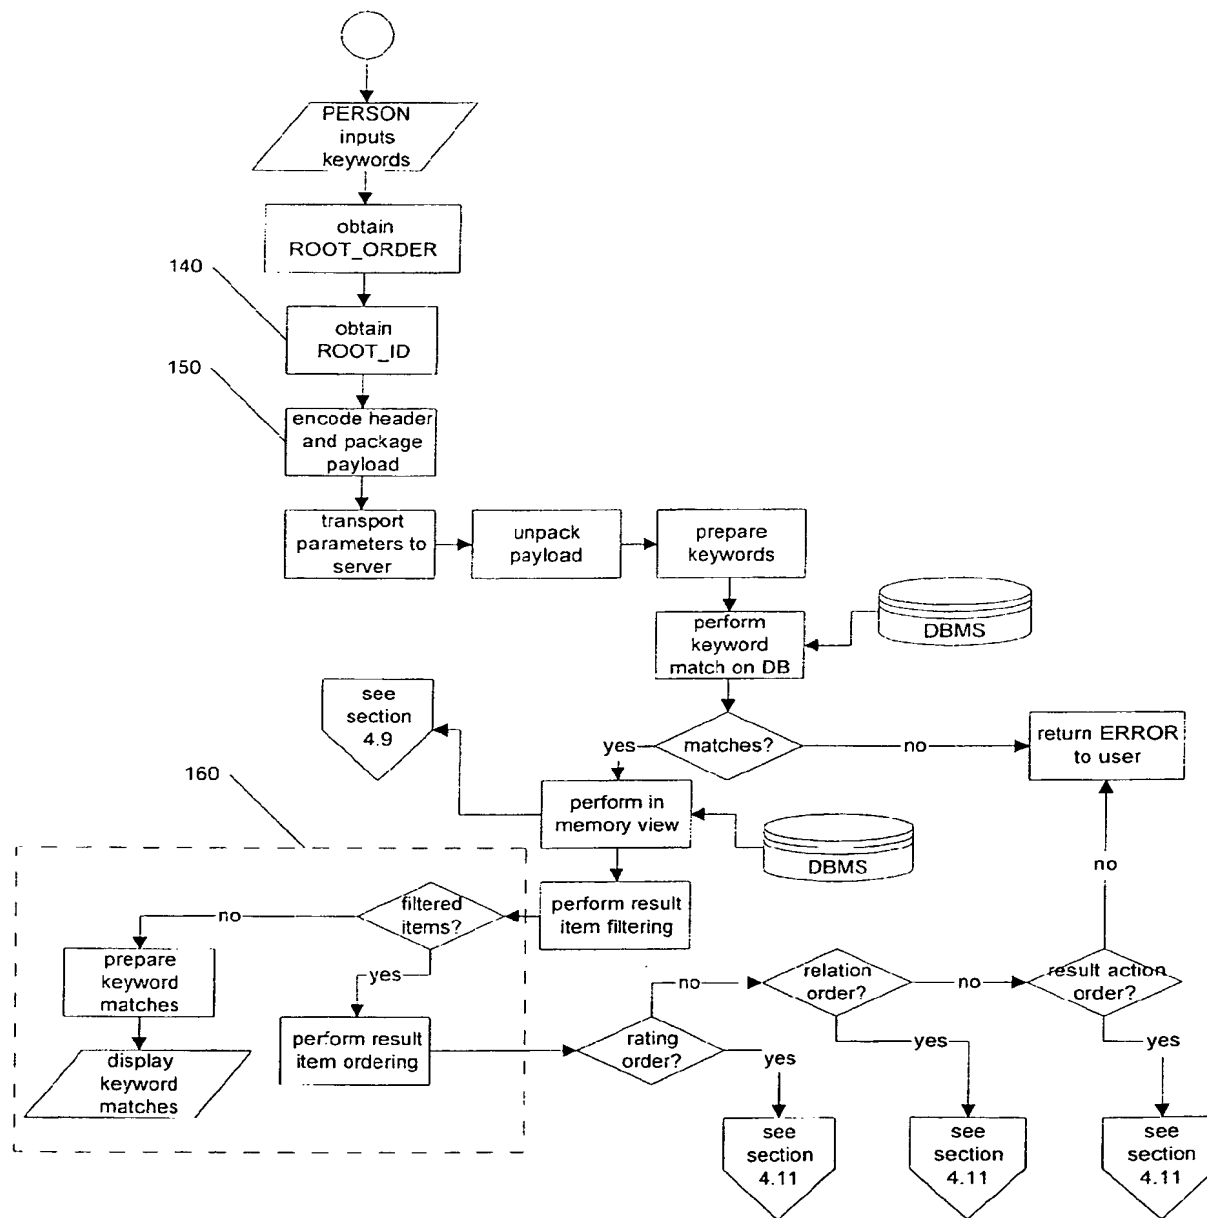 PERSON
inputs
keywords
obtain
ROOT_ORDER
140
obtain
ROOT_ID
150
encode header
and package
payload
transport
parameters to
server
unpack
payload
prepare
keywords
perform
keyword
match on DB
DBMS
see
section
4.9
yes
matches?
no
return ERROR
to user
160
perform in
memory view
DBMS
no
filtered
items?
perform result
item filtering
no
prepare
keyword
matches
yes
relation
order?
no
result action
order?
no
perform result
item ordering
rating
order?
yes
yes
yes
display
keyword
matches
see
section
4.11
see
section
4.11
see
section
4.11